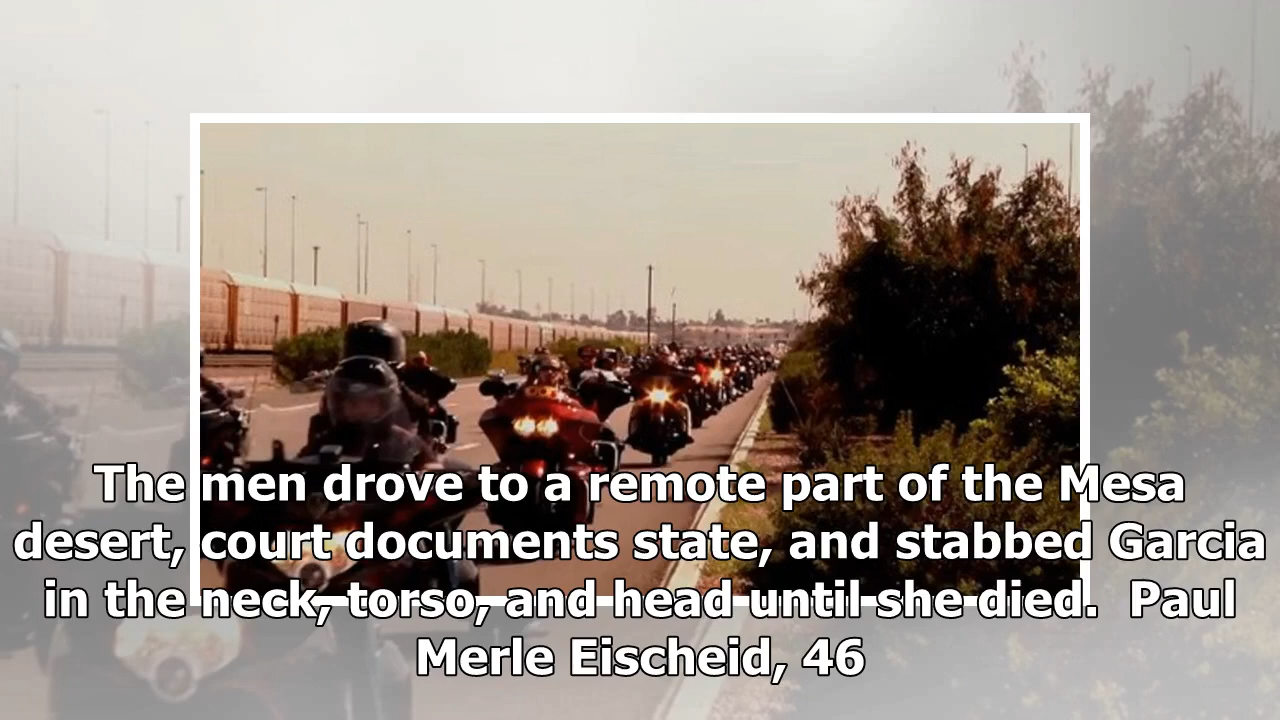 The men drove to a remote part of the Mesa
desert, court documents state, and stabbed Garcia
in the neck, torso, and head until she died.  Paul
Merle Eischeid, 46